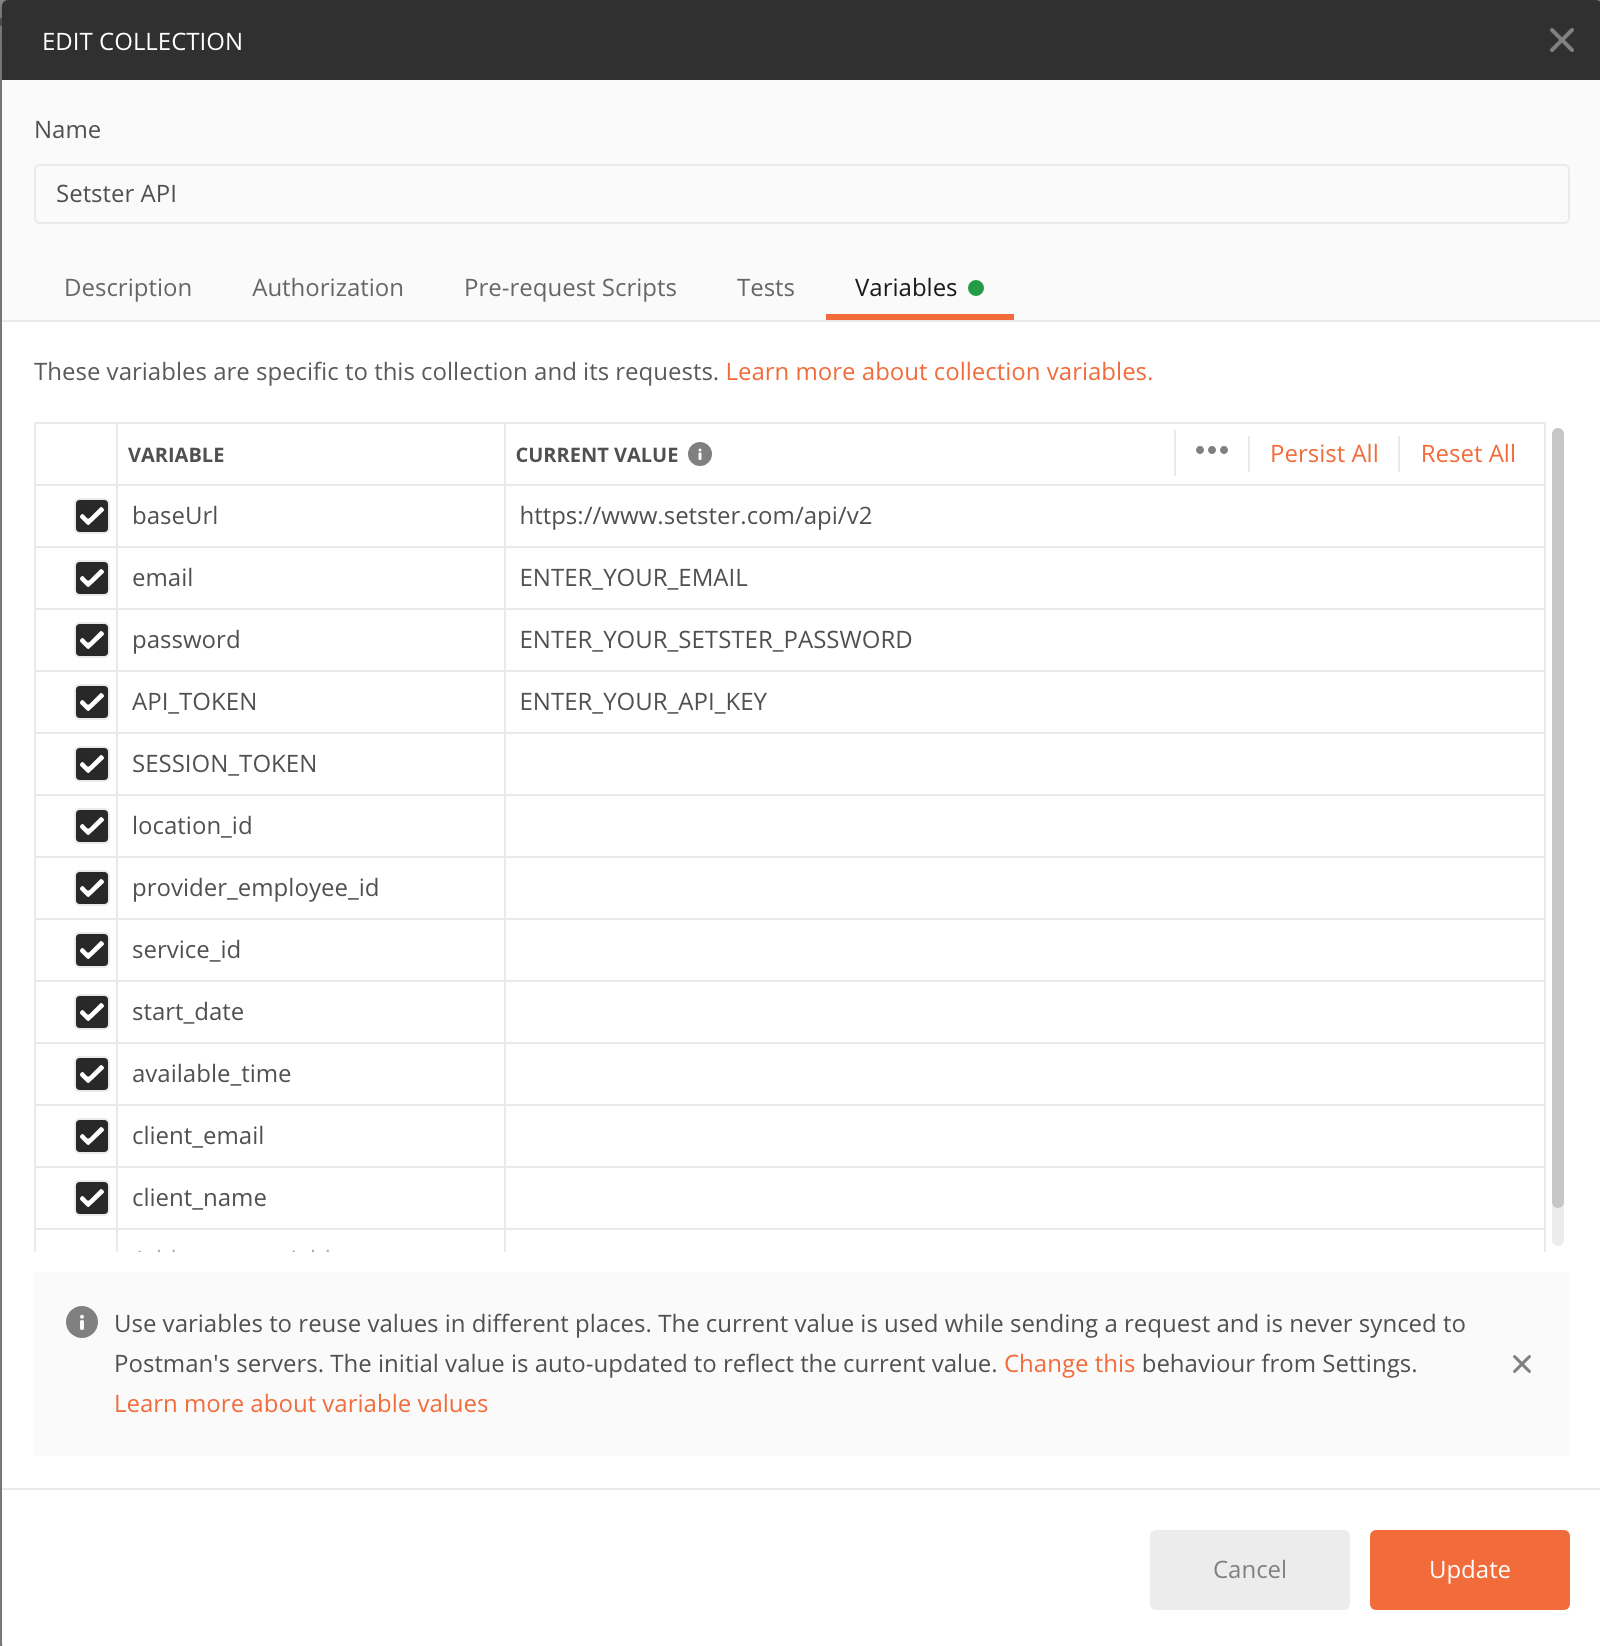 EDIT COLLECTION
Name
Setster API
Description Authorization Pre-request Scripts Tests Variables
These variables are specific to this collection and its requests. Learn more about collection variables.
VARIABLE CURRENT VALUE ••• Persist All Reset All
baseUrl https://www.setster.com/api/v2
email ENTER_YOUR_EMAIL
password ENTER_YOUR_SETSTER_PASSWORD
API_TOKEN ENTER_YOUR_API_KEY
SESSION_TOKEN
location_id
provider_employee_id
service_id
start_date
available_time
client_email
client_name
Use variables to reuse values in different places. The current value is used while sending a request and is never synced to
Postman's servers. The initial value is auto-updated to reflect the current value. Change this behaviour from Settings.
Learn more about variable values
Cancel Update